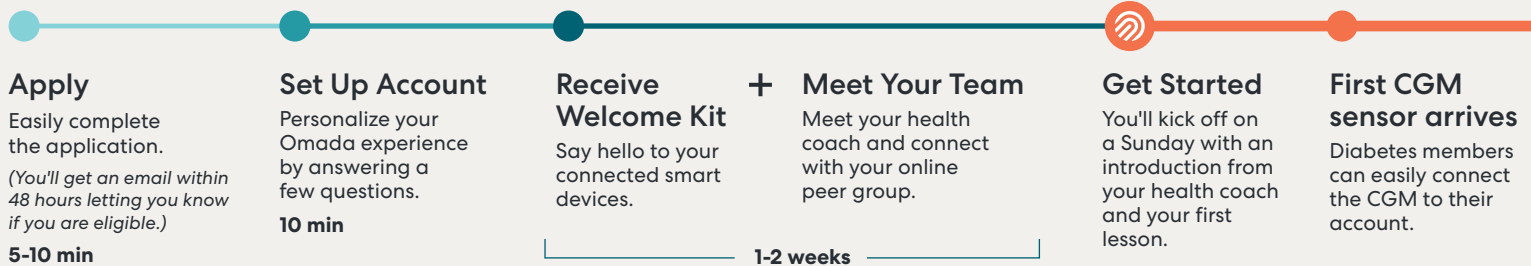 Apply
Easily complete
the application.
(You'll get an email within
48 hours letting you know
if you are eligible.)
5-10 min
Set Up Account
Personalize your
Omada experience
by answering a
few questions.
10 min
Receive
Welcome Kit
Say hello to your
connected smart
devices.
+
Meet Your Team
Meet your health
coach and connect
with your online
peer group.
1-2 weeks
Get Started
You'll kick off on
a Sunday with an
introduction from
your health coach
and your first
lesson.
First CGM
sensor arrives
Diabetes members
can easily connect
the CGM to their
account.